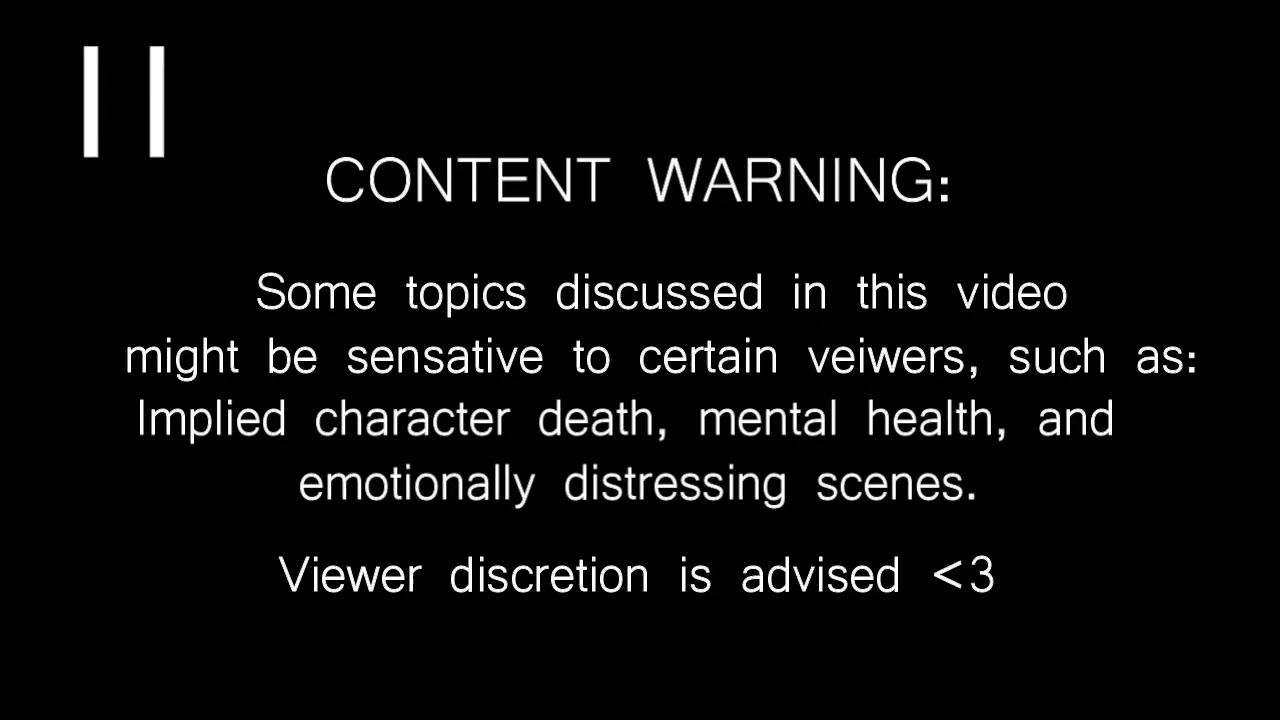 CONTENT WARNING:
Some topics discussed in this video
might be sensative to certain veiwers, such as:
Implied character death, mental health, and
emotionally distressing scenes.
Viewer discretion is advised <3